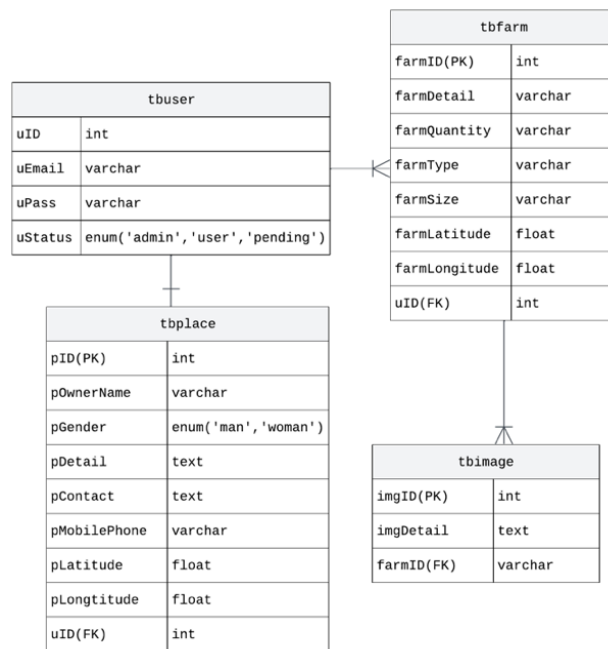 tbuser
uID int
uEmail varchar
uPass varchar
uStatus enum('admin','user','pending')
tbfarm
farmID(PK) int
farmDetail varchar
farmQuantity varchar
farmType varchar
farmSize varchar
farmLatitude float
farmLongitude float
uID(FK) int
tbplace
pID(PK) int
pOwnerName varchar
pGender enum('man','woman')
pDetail text
pContact text
pMobilePhone varchar
pLatitude float
pLongtitude float
uID(FK) int
tbimage
imgID(PK) int
imgDetail text
farmID(FK) varchar